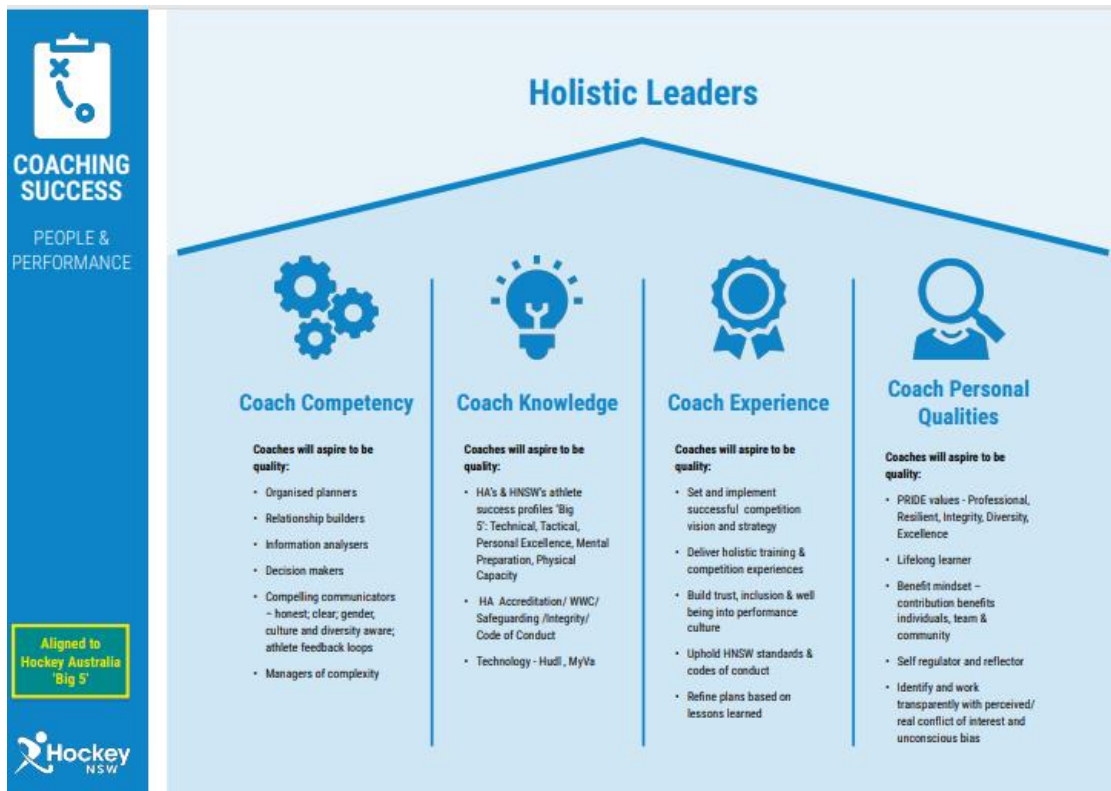 COACHING
SUCCESS
PEOPLE &
PERFORMANCE
Aligned to
Hockey Australia
'Big 5'
Hockey
NSW
Holistic Leaders
Coach Competency
Coaches will aspire to be
quality:
• Organised planners
• Relationship builders
• Information analysers
• Decision makers
• Compelling communicators
– honest; clear; gender,
culture and diversity aware;
athlete feedback loops
• Managers of complexity
Coach Knowledge
Coaches will aspire to be
quality:
• HA's & HNSW's athlete
success profiles 'Big
5': Technical, Tactical,
Personal Excellence, Mental
Preparation, Physical
Capacity
• HA Accreditation/ WWC/
Safeguarding /Integrity/
Code of Conduct
• Technology - Hudl , MyVa
Coach Experience
Coaches will aspire to be
quality:
• Set and implement
successful competition
vision and strategy
• Deliver holistic training &
competition experiences
• Build trust, inclusion & well
being into performance
culture
• Uphold HNSW standards &
codes of conduct
• Refine plans based on
lessons learned
Coach Personal
Qualities
Coaches will aspire to be
quality:
• PRIDE values - Professional,
Resilient, Integrity, Diversity,
Excellence
• Lifelong learner
• Benefit mindset –
contribution benefits
individuals, team &
community
• Self regulator and reflector
• Identify and work
transparently with perceived/
real conflict of interest and
unconscious bias